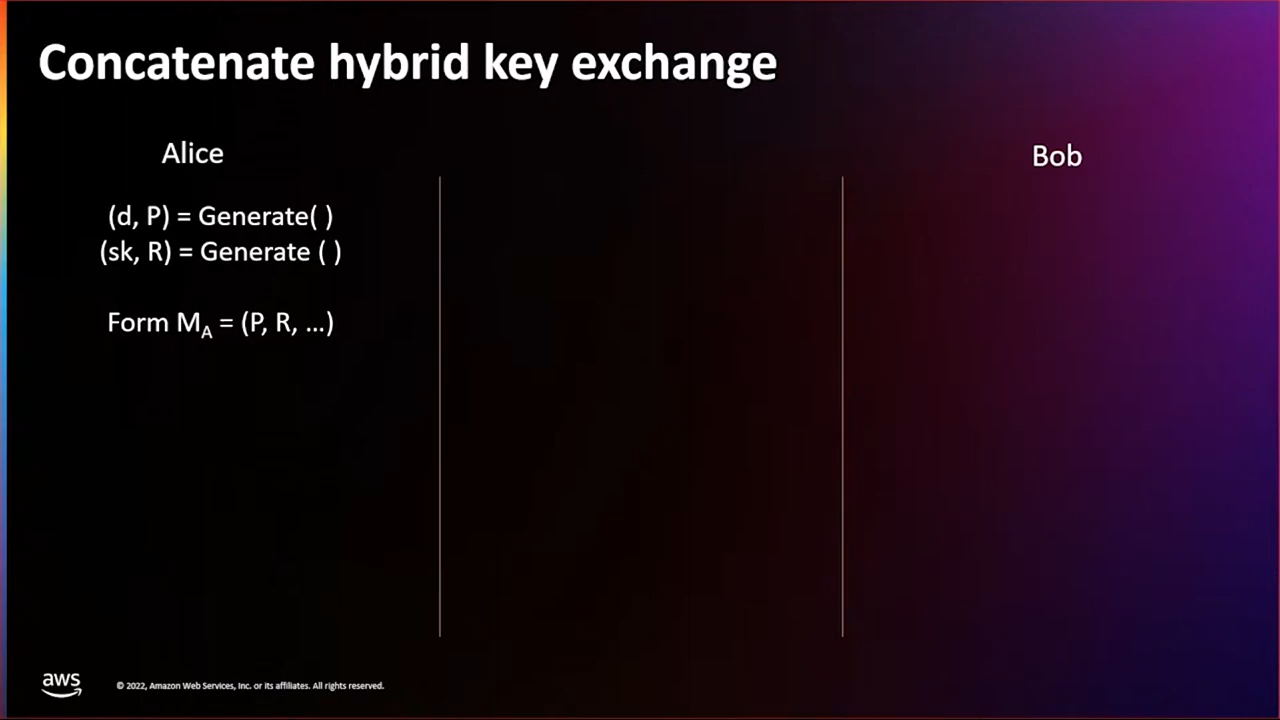 Concatenate hybrid key exchange
Alice
Bob
(d, P) = Generate( )
(sk, R) = Generate ( )
Form M_A = (P, R, ...)
aws
© 2022, Amazon Web Services, Inc. or its affiliates. All rights reserved.